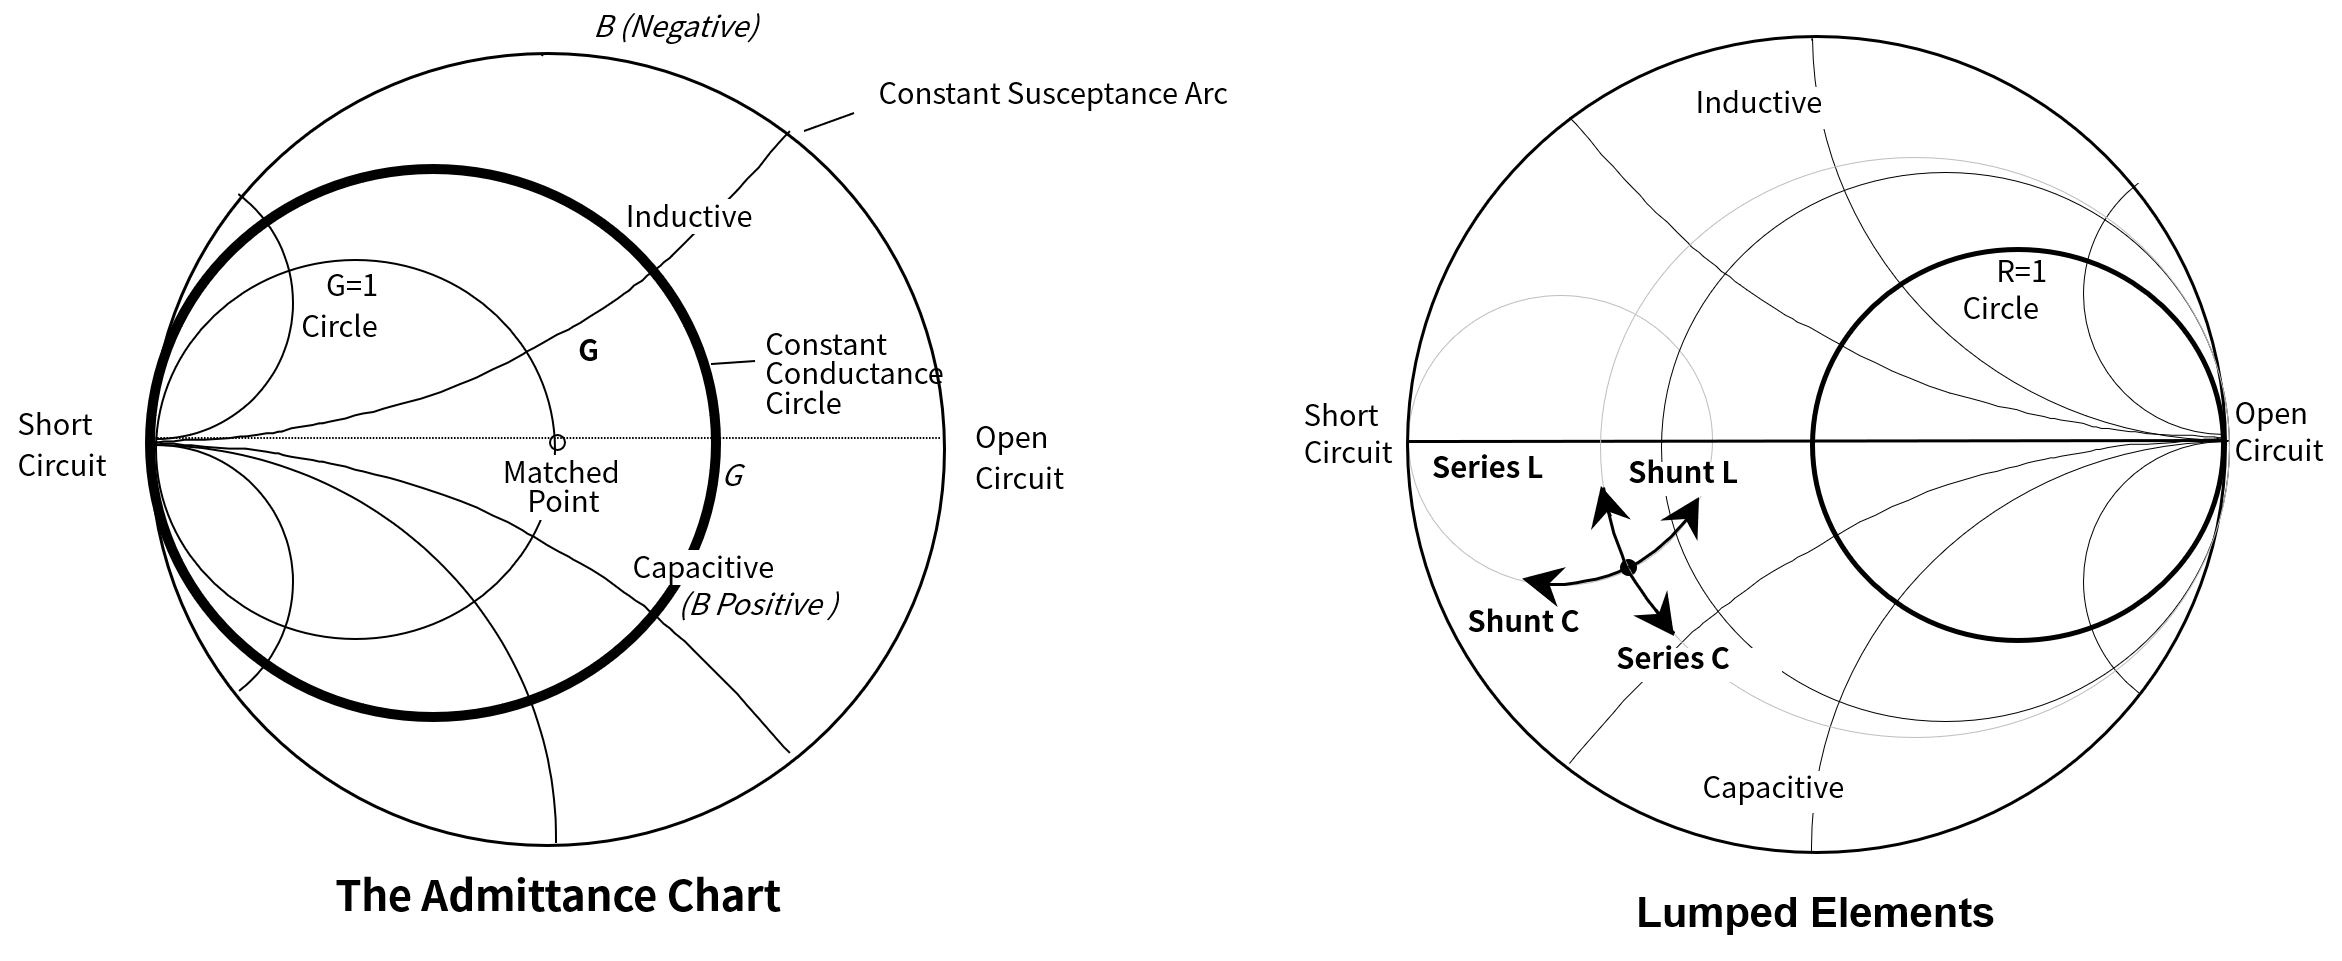 B (Negative)
Constant Susceptance Arc
Inductive
G=1
Circle
G
Constant
Conductance
Circle
Short
Circuit
Open
Circuit
Matched
Point
G
Capacitive
(B Positive )
The Admittance Chart
Inductive
R=1
Circle
Short
Circuit
Open
Circuit
Series L
Shunt L
Shunt C
Series C
Capacitive
Lumped Elements